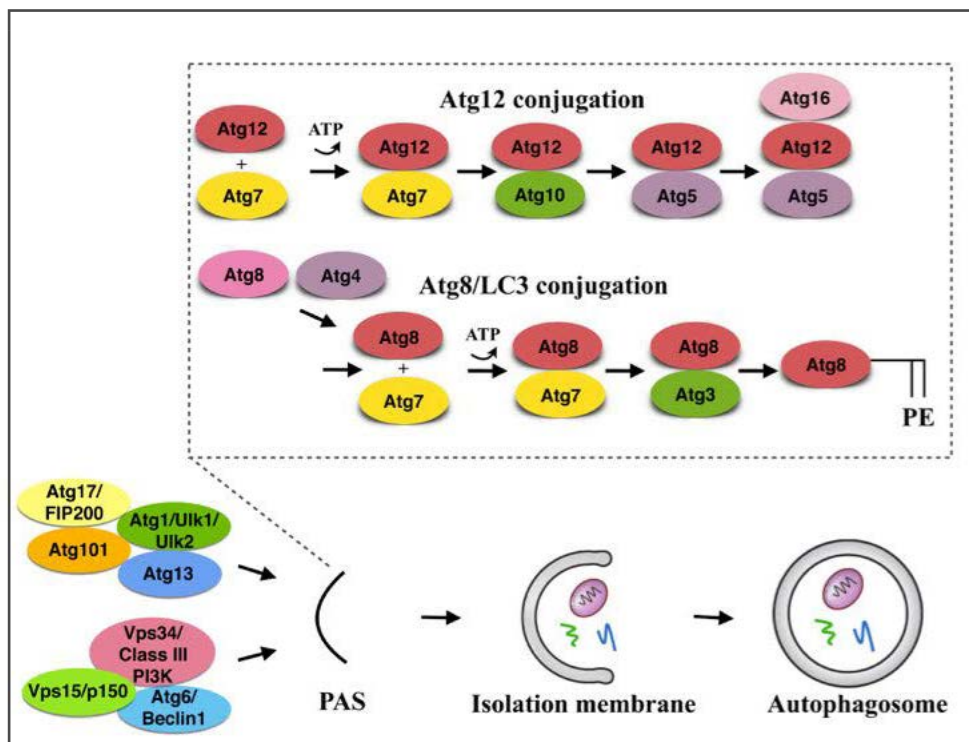 Atg12 conjugation
Atg16
Atg12
+
Atg7
ATP
Atg12
Atg7
Atg12
Atg10
Atg12
Atg5
Atg12
Atg5
Atg8
Atg4
Atg8/LC3 conjugation
Atg8
+
Atg7
ATP
Atg8
Atg7
Atg8
Atg3
Atg8
PE
Atg17/
FIP200
Atg1/Ulk1/
Ulk2
Atg101
Atg13
Vps34/
Class III
PI3K
Vps15/p150
Atg6/
Beclin1
PAS
Isolation membrane
Autophagosome